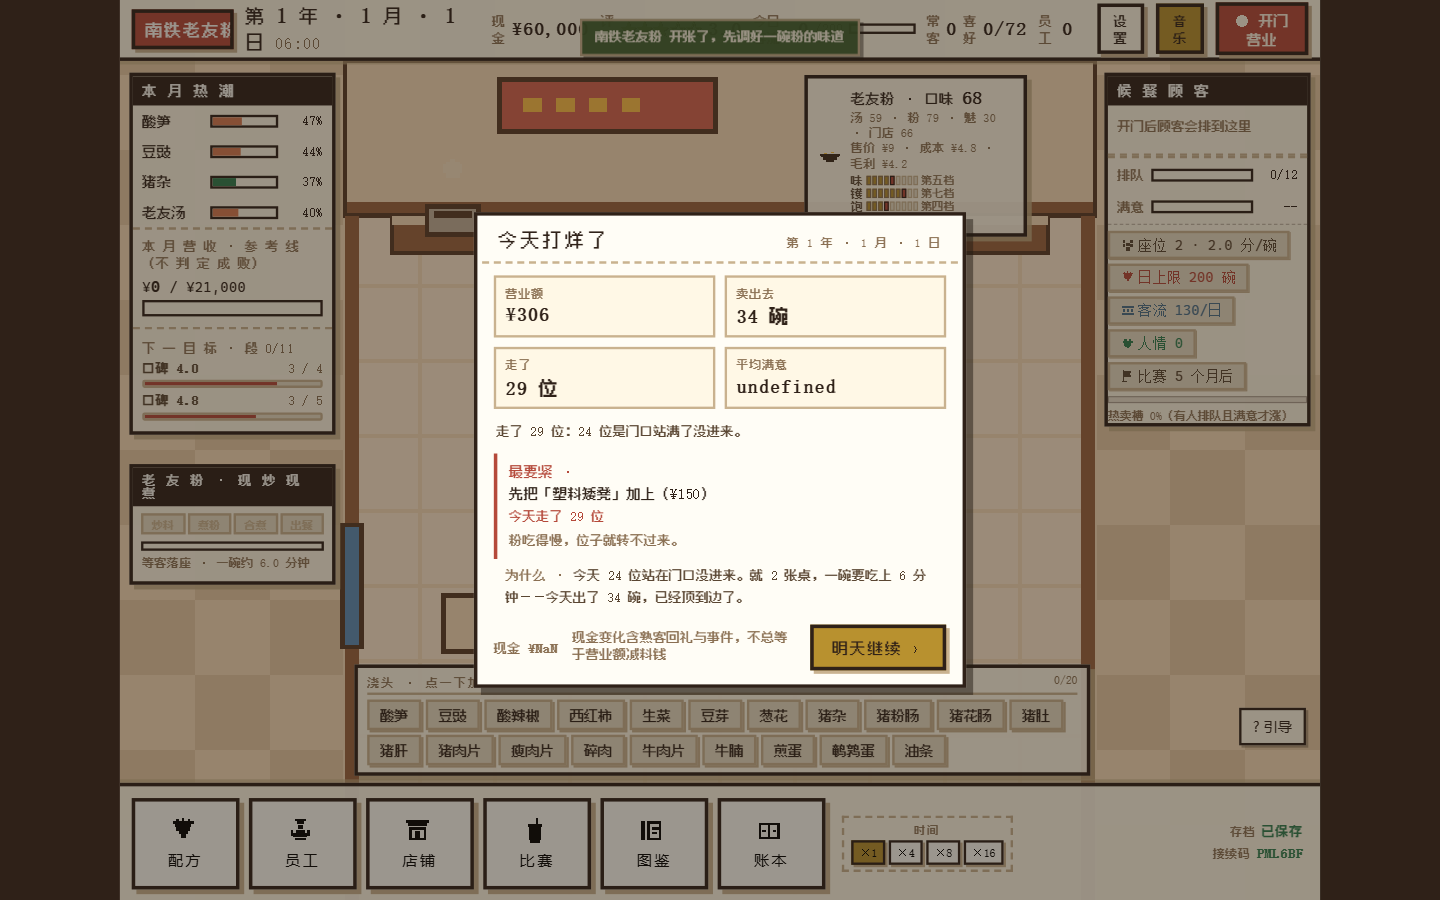 南铁老友粉
第 1 年 · 1 月 · 1
日 06:00
现金 ¥60,00
南铁老友粉 开张了，先调好一碗粉的味道
常客 0
喜好 0/72
员工 0
设置
音乐
开门
营业
本月热潮
酸笋 47%
豆豉 44%
猪杂 37%
老友汤 40%
本月营收 · 参考线
（不判定成败）
¥0 / ¥21,000
下一目标 · 段 0/11
口碑 4.0 3 / 4
口碑 4.8 3 / 5
老友粉 · 现炒现
煮
炒料 煮粉 合煮 出餐
等客落座 · 一碗约 6.0 分钟
老友粉 · 口味 68
汤 59 · 粉 79 · 魅 30
· 门店 66
售价 ¥9 · 成本 ¥4.8 ·
毛利 ¥4.2
味 第五档
镬 第七档
饱 第四档
候餐顾客
开门后顾客会排到这里
排队 0/12
满意 --
座位 2 · 2.0 分/碗
日上限 200 碗
客流 130/日
人情 0
比赛 5 个月后
热卖槽 0%（有人排队且满意才涨）
今天打烊了
第 1 年 · 1 月 · 1 日
营业额
¥306
卖出去
34 碗
走了
29 位
平均满意
undefined
走了 29 位：24 位是门口站满了没进来。
最要紧 ·
先把「塑料矮凳」加上（¥150）
今天走了 29 位
粉吃得慢，位子就转不过来。
为什么 · 今天 24 位站在门口没进来。就 2 张桌，一碗要吃上 6 分
钟——今天出了 34 碗，已经顶到边了。
现金 ¥NaN
现金变化含熟客回礼与事件，不总等
于营业额减料钱
明天继续 ›
浇头 · 点一下加
0/20
酸笋 豆豉 酸辣椒 西红柿 生菜 豆芽 葱花 猪杂 猪粉肠 猪花肠 猪肚
猪肝 猪肉片 瘦肉片 碎肉 牛肉片 牛腩 煎蛋 鹌鹑蛋 油条
? 引导
配方
员工
店铺
比赛
图鉴
账本
时间
×1 ×4 ×8 ×16
存档 已保存
接续码 PML6BF